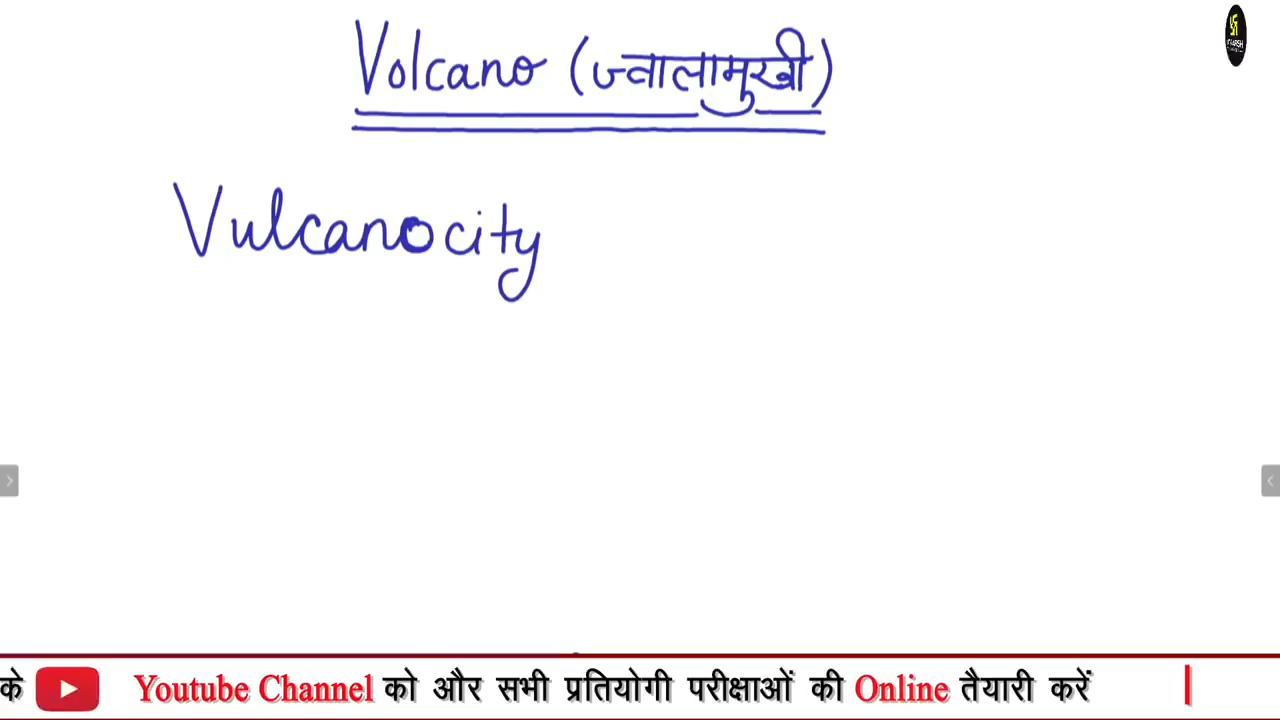 Volcano (ज्वालामुखी)
Vulcanocity
के Youtube Channel को और सभी प्रतियोगी परीक्षाओं की Online तैयारी करें